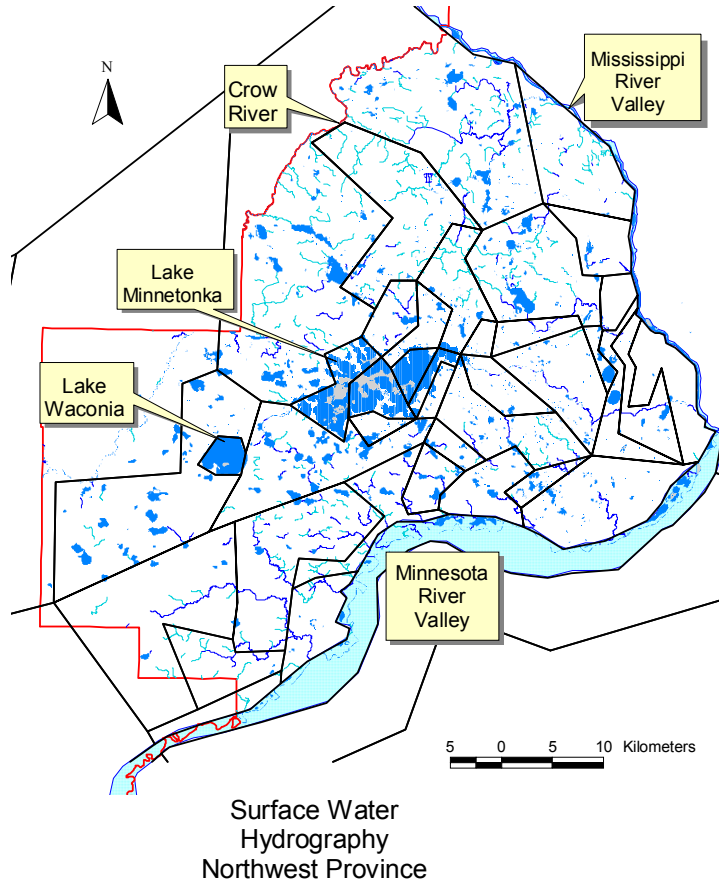 N
Mississippi
River
Valley
Crow
River
Lake
Minnetonka
Lake
Waconia
Minnesota
River
Valley
5 0 5 10 Kilometers
Surface Water
Hydrography
Northwest Province